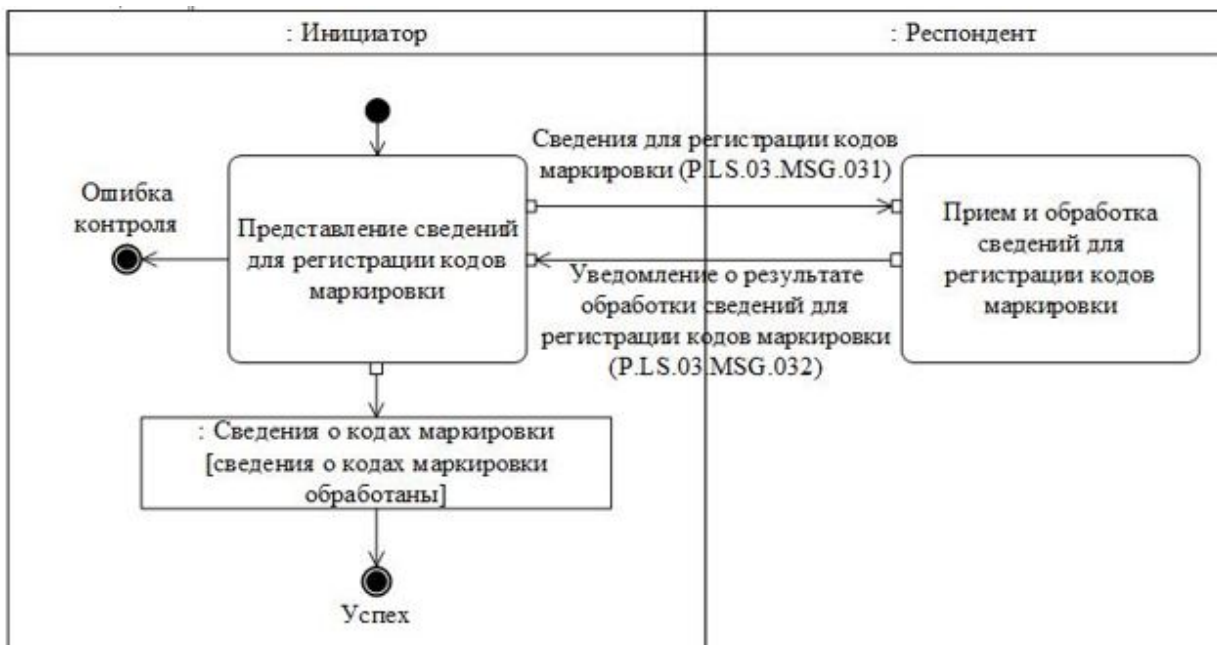 : Инициатор
: Респондент
Сведения для регистрации кодов
маркировки (P.LS.03.MSG.031)
Ошибка
контроля
Представление сведений
для регистрации кодов
маркировки
Прием и обработка
сведений для
регистрации кодов
маркировки
Уведомление о результате
обработки сведений для
регистрации кодов маркировки
(P.LS.03.MSG.032)
: Сведения о кодах маркировки
[сведения о кодах маркировки
обработаны]
Успех